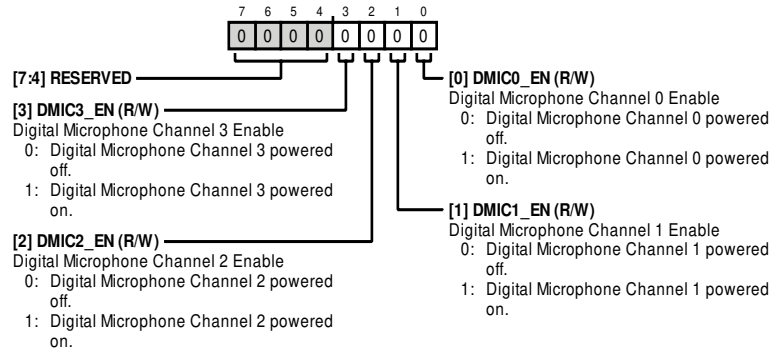 7 6 5 4 3 2 1 0
0 0 0 0 0 0 0 0
[7:4] RESERVED
[3] DMIC3_EN (R/W)
Digital Microphone Channel 3 Enable
0: Digital Microphone Channel 3 powered
off.
1: Digital Microphone Channel 3 powered
on.
[2] DMIC2_EN (R/W)
Digital Microphone Channel 2 Enable
0: Digital Microphone Channel 2 powered
off.
1: Digital Microphone Channel 2 powered
on.
[0] DMIC0_EN (R/W)
Digital Microphone Channel 0 Enable
0: Digital Microphone Channel 0 powered
off.
1: Digital Microphone Channel 0 powered
on.
[1] DMIC1_EN (R/W)
Digital Microphone Channel 1 Enable
0: Digital Microphone Channel 1 powered
off.
1: Digital Microphone Channel 1 powered
on.